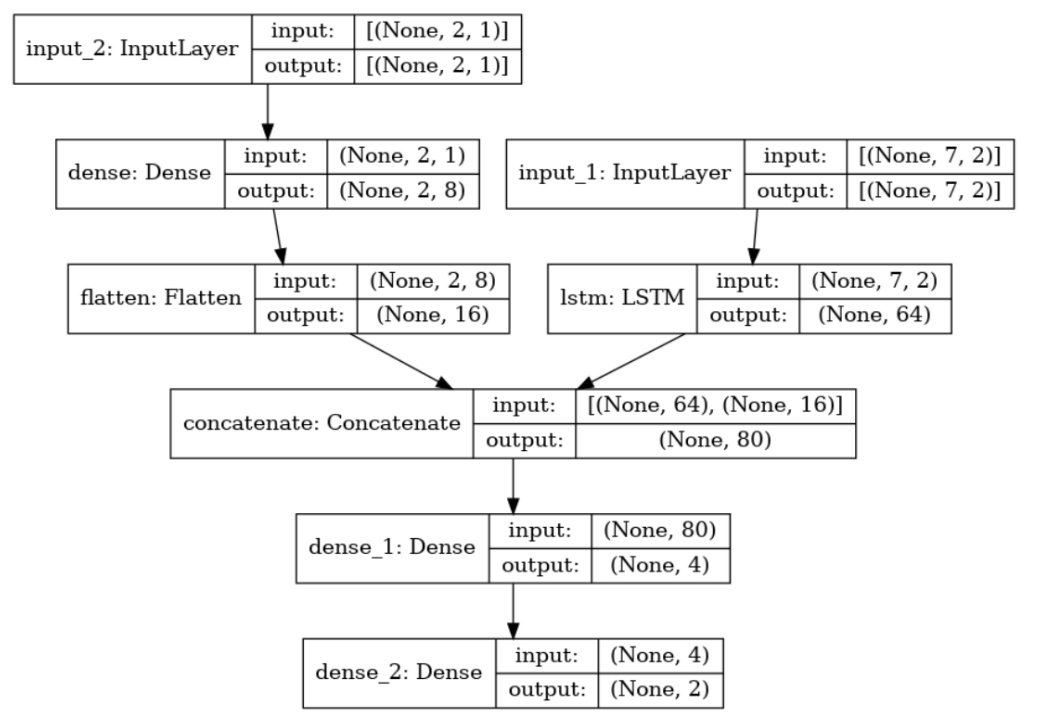 input_2: InputLayer
input: [(None, 2, 1)]
output: [(None, 2, 1)]
dense: Dense
input: (None, 2, 1)
output: (None, 2, 8)
input_1: InputLayer
input: [(None, 7, 2)]
output: [(None, 7, 2)]
flatten: Flatten
input: (None, 2, 8)
output: (None, 16)
lstm: LSTM
input: (None, 7, 2)
output: (None, 64)
concatenate: Concatenate
input: [(None, 64), (None, 16)]
output: (None, 80)
dense_1: Dense
input: (None, 80)
output: (None, 4)
dense_2: Dense
input: (None, 4)
output: (None, 2)